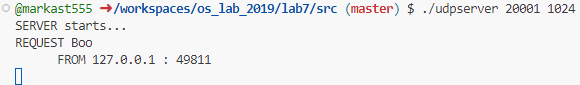 @markast555 ➜/workspaces/os_lab_2019/lab7/src (master) $ ./udpserver 20001 1024
SERVER starts...
REQUEST Boo
      FROM 127.0.0.1 : 49811